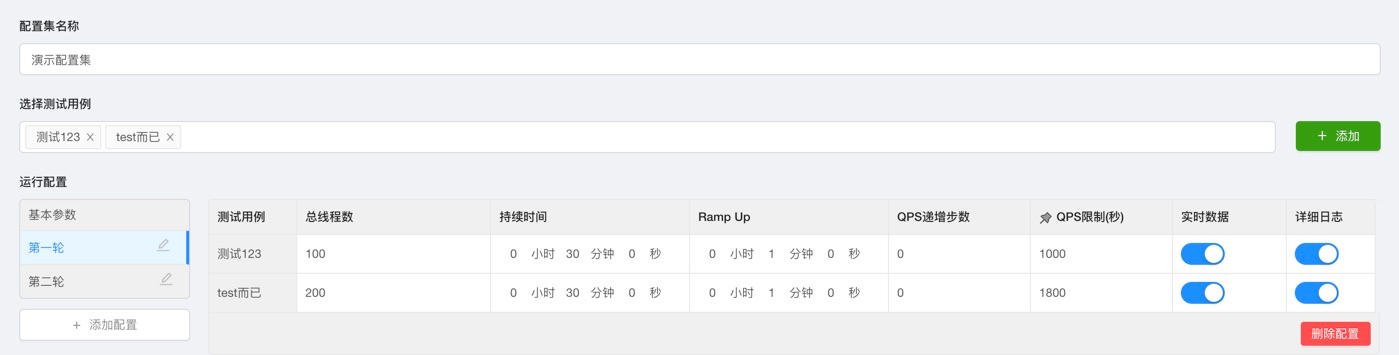 配置集名称
演示配置集
选择测试用例
测试123 × test而已 ×
+ 添加
运行配置
基本参数
第一轮
第二轮
+ 添加配置
测试用例 总线程数 持续时间 Ramp Up QPS递增步数 QPS限制(秒) 实时数据 详细日志
测试123 100 0 小时 30 分钟 0 秒 0 小时 1 分钟 0 秒 0 1000
test而已 200 0 小时 30 分钟 0 秒 0 小时 1 分钟 0 秒 0 1800
删除配置